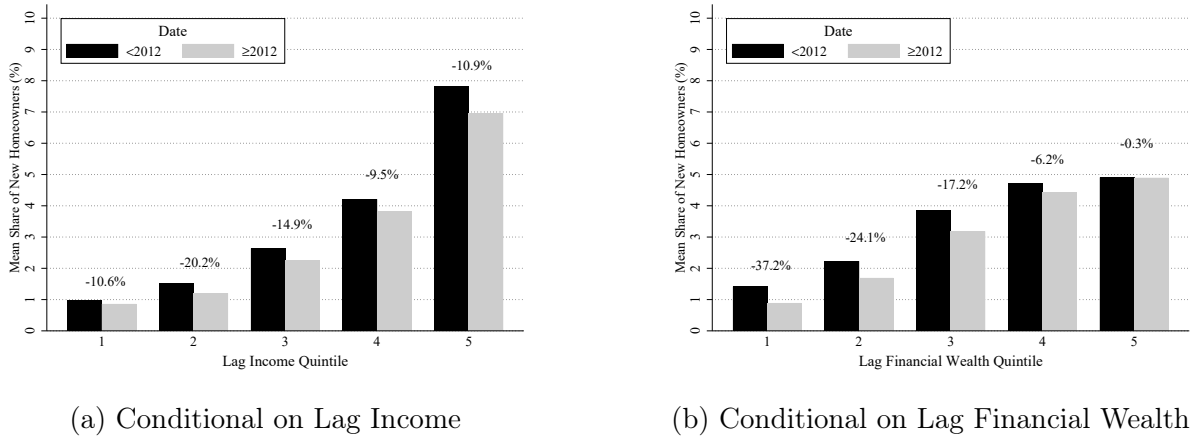 Mean Share of New Homeowners (%)
0 1 2 3 4 5 6 7 8 9 10
Date
<2012 ≥2012
-10.6%
-20.2%
-14.9%
-9.5%
-10.9%
1 2 3 4 5
Lag Income Quintile
(a) Conditional on Lag Income
Mean Share of New Homeowners (%)
0 1 2 3 4 5 6 7 8 9 10
Date
<2012 ≥2012
-37.2%
-24.1%
-17.2%
-6.2%
-0.3%
1 2 3 4 5
Lag Financial Wealth Quintile
(b) Conditional on Lag Financial Wealth